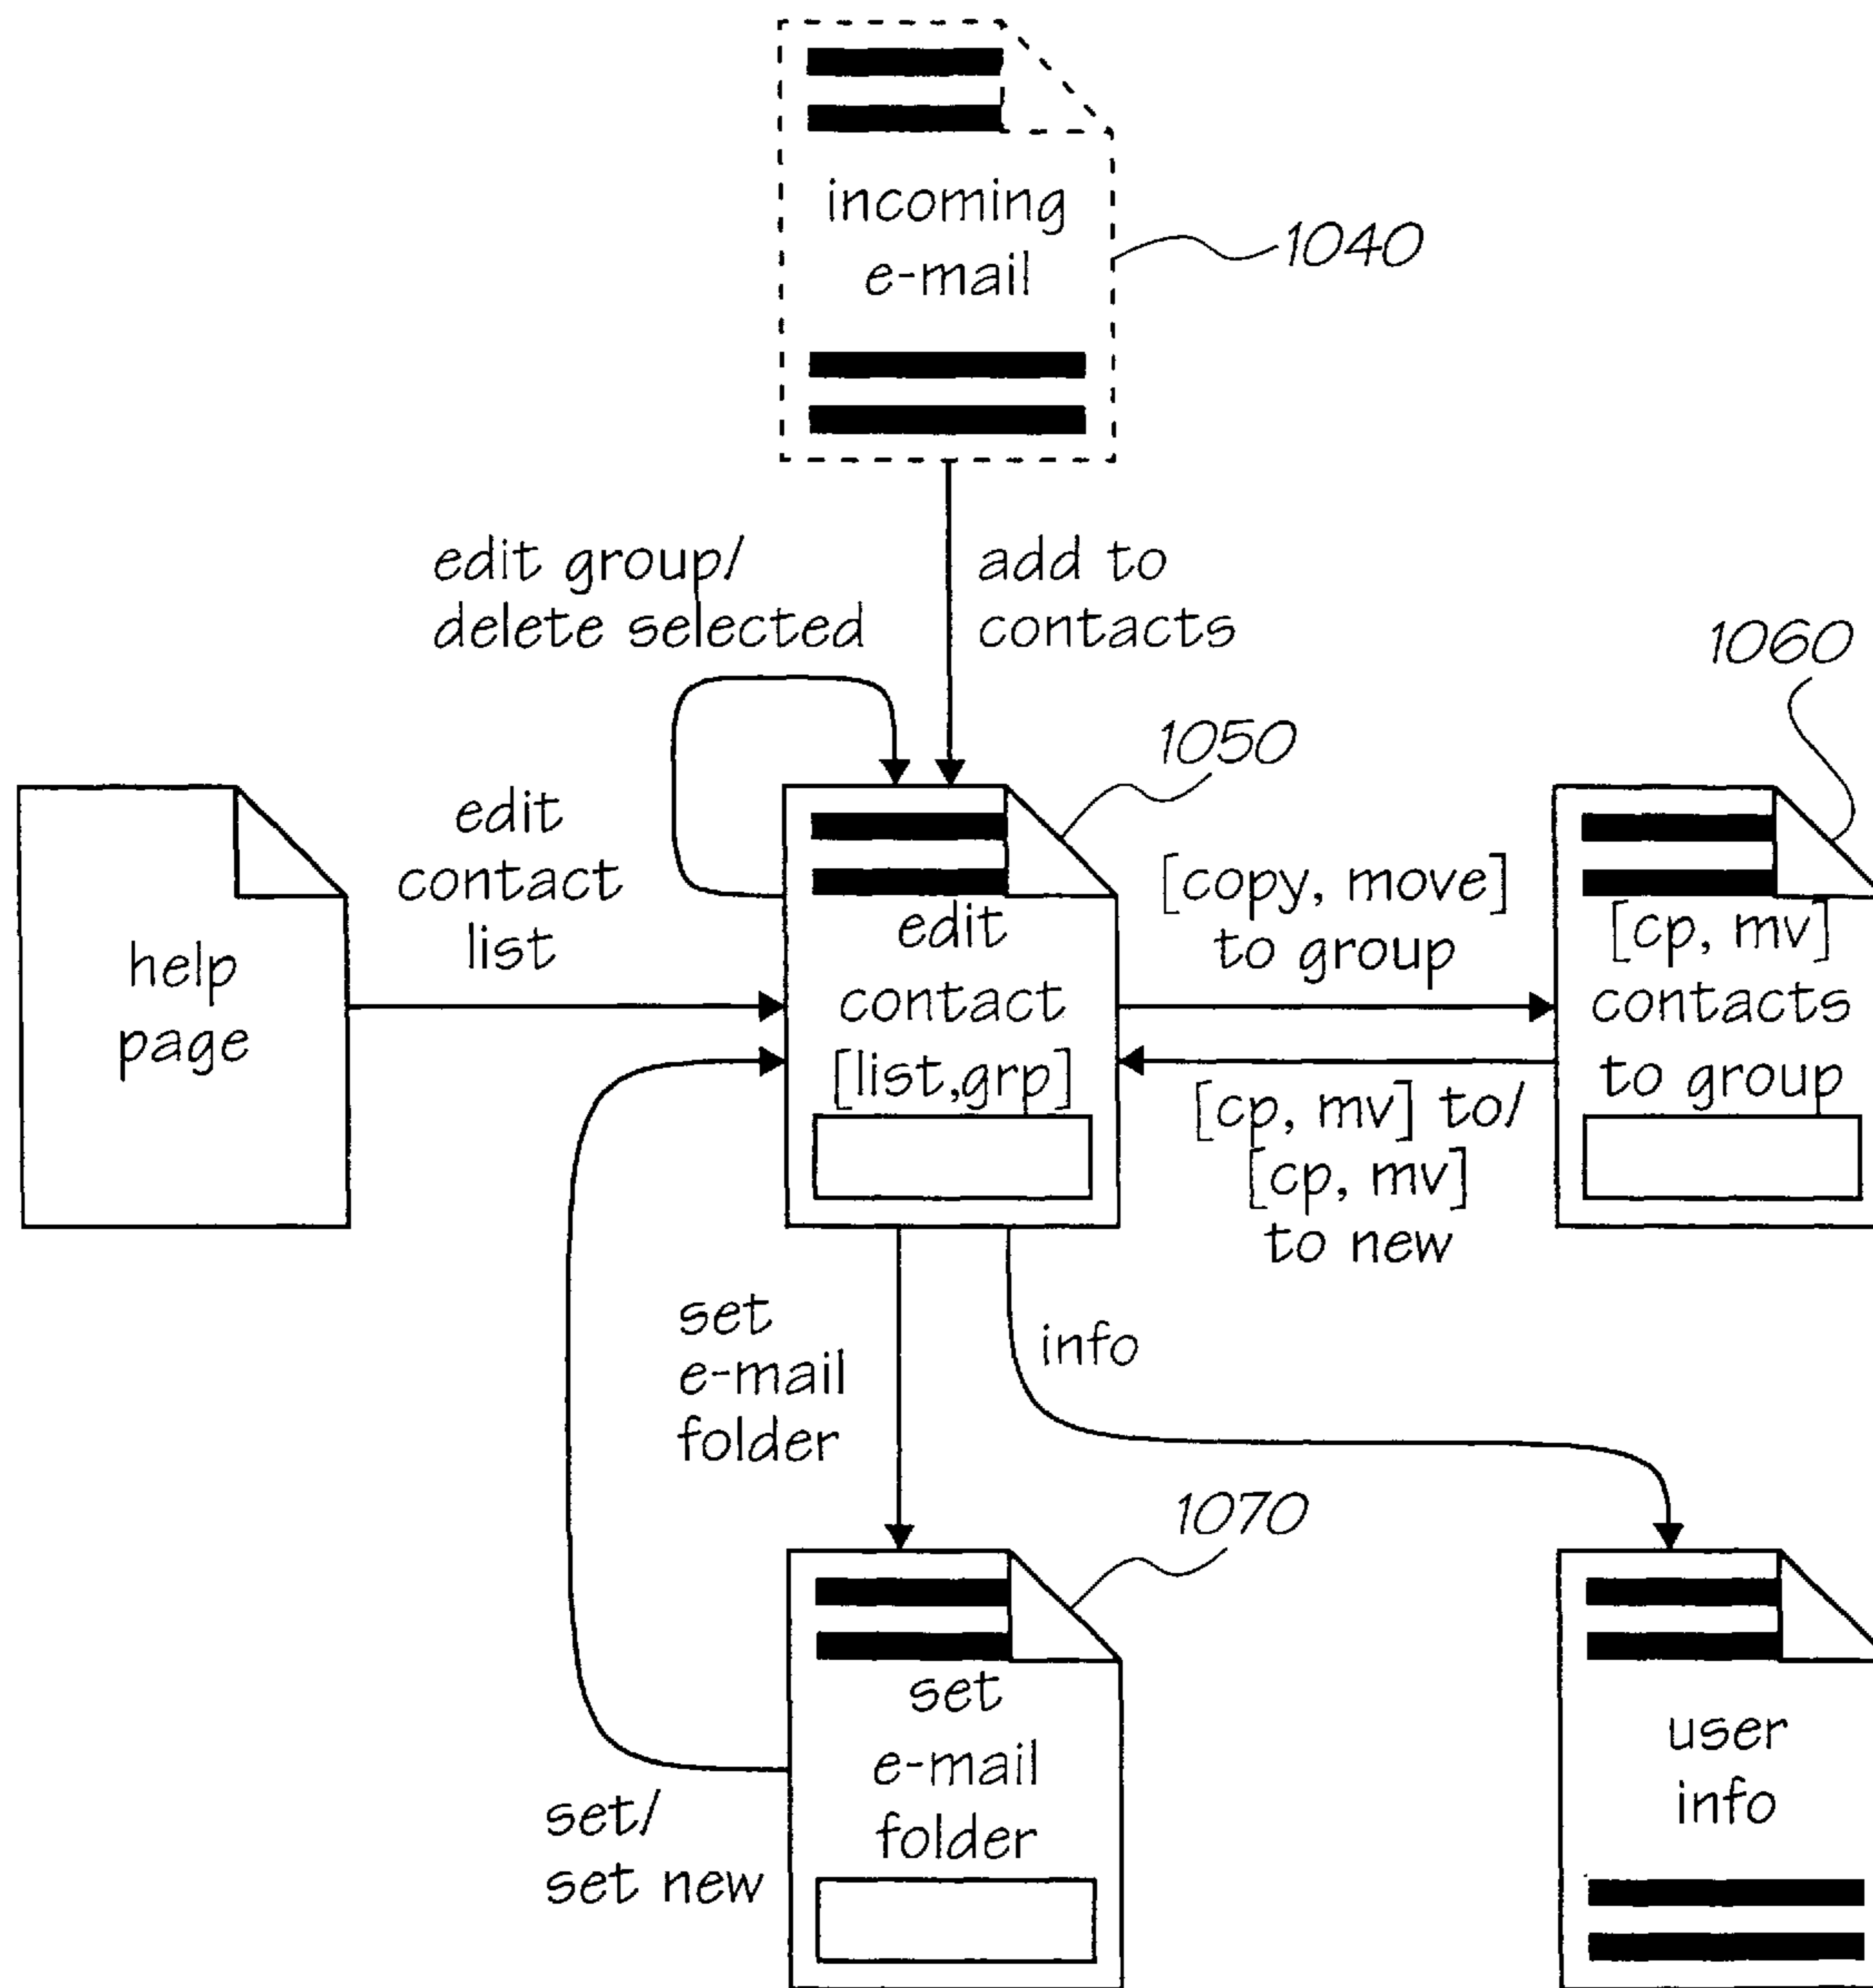 incoming
e-mail
1040
edit group/
delete selected
add to
contacts
1060
1050
edit
contact
list
help
page
edit
contact
[list,grp]
[copy, move]
to group
[cp, mv]
contacts
to group
[cp, mv] to/
[cp, mv]
to new
set
e-mail
folder
info
1070
set
e-mail
folder
user
info
set/
set new